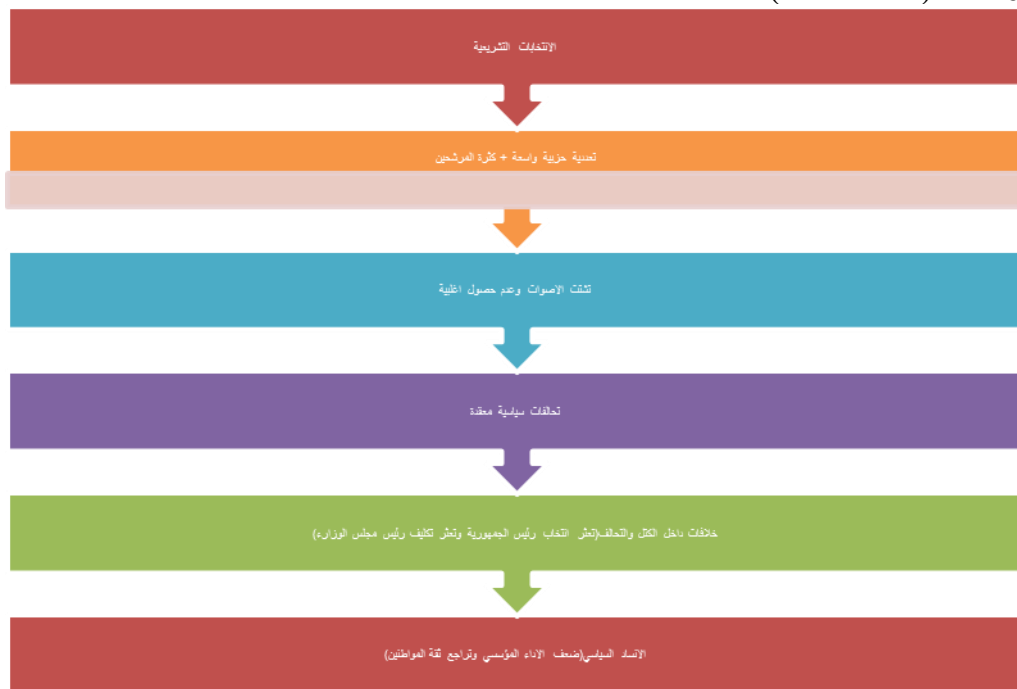 الانتخابات التشريعية
تعددية حزبية واسعة + كثرة المرشحين
تشتت الاصوات وعدم حصول اغلبية
تحالفات سياسية معقدة
خلافات داخل الكتل والتحالف(تعثر انتخاب رئيس الجمهورية وتعثر تكليف رئيس مجلس الوزارء)
الانسداد السياسي(ضعف الاداء المؤسسي وتراجع ثقة المواطنين)